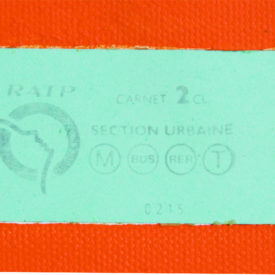 RATP
CARNET 2 CL
SECTION URBAINE
M BUS RER T
0215